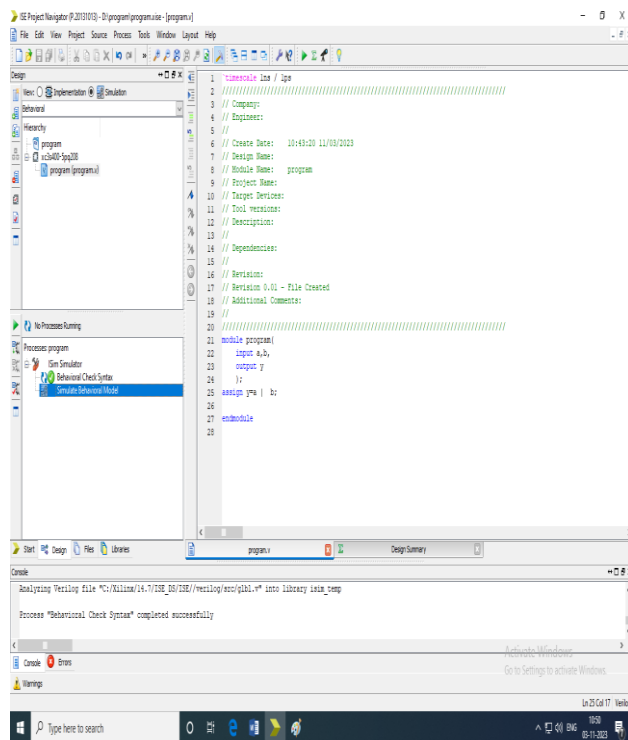 ISE Project Navigator (P.20131013) - D:\program\program.xise - [program.v]
File Edit View Project Source Process Tools Window Layout Help
Design
View: Implementation Simulation
Behavioral
Hierarchy
program
xc3s400-5pq208
program (program.v)
No Processes Running
Processes: program
ISim Simulator
Behavioral Check Syntax
Simulate Behavioral Model
Start Design Files Libraries
1 `timescale 1ns / 1ps
2 //////////////////////////////////////////////////////////////////////////////////
3 // Company:
4 // Engineer:
5 //
6 // Create Date: 10:43:20 11/03/2023
7 // Design Name:
8 // Module Name: program
9 // Project Name:
10 // Target Devices:
11 // Tool versions:
12 // Description:
13 //
14 // Dependencies:
15 //
16 // Revision:
17 // Revision 0.01 - File Created
18 // Additional Comments:
19 //
20 //////////////////////////////////////////////////////////////////////////////////
21 module program(
22 input a,b,
23 output y
24 );
25 assign y=a | b;
26
27 endmodule
28
program.v Design Summary
Console
Analyzing Verilog file "C:/Xilinx/14.7/ISE_DS/ISE//verilog/src/glbl.v" into library isim_temp
Process "Behavioral Check Syntax" completed successfully
Activate Windows
Go to Settings to activate Windows.
Console Errors
Warnings
Ln 25 Col 17 Verilo
Type here to search
ENG
10:50
03-11-2023